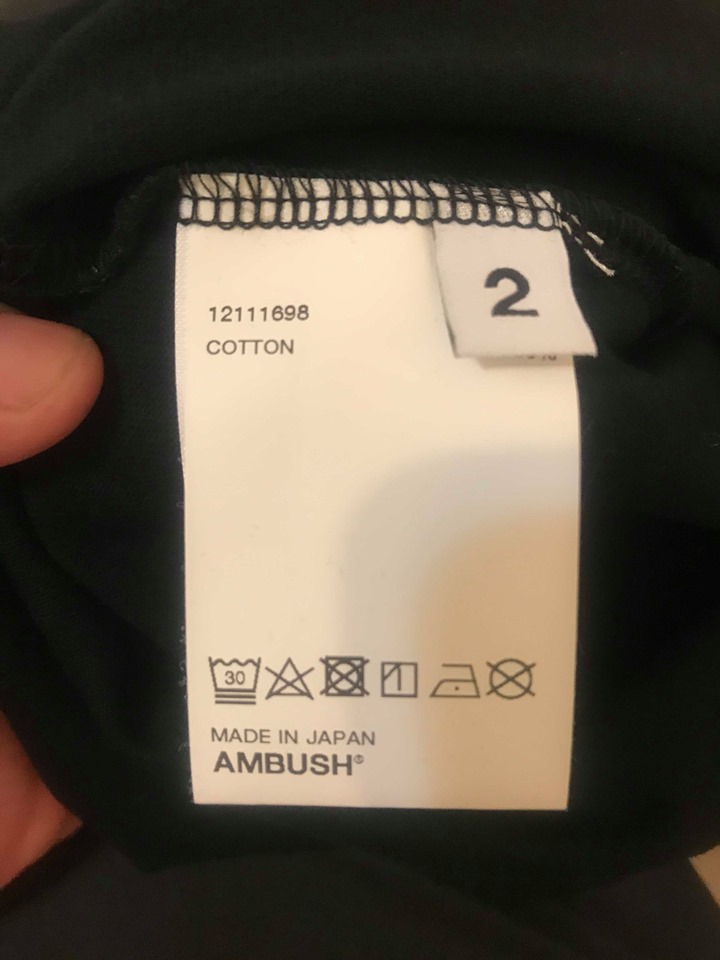 2
12111698
COTTON
30
MADE IN JAPAN
AMBUSH®